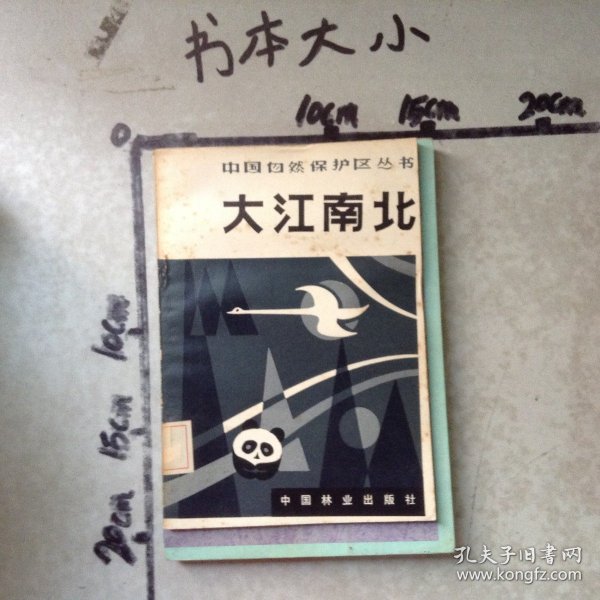 书本大小
10cm 15cm 20cm
0
中国自然保护区丛书
大江南北
10cm
15cm
20cm
中国林业出版社
孔夫子旧书网
www.kongfz.com